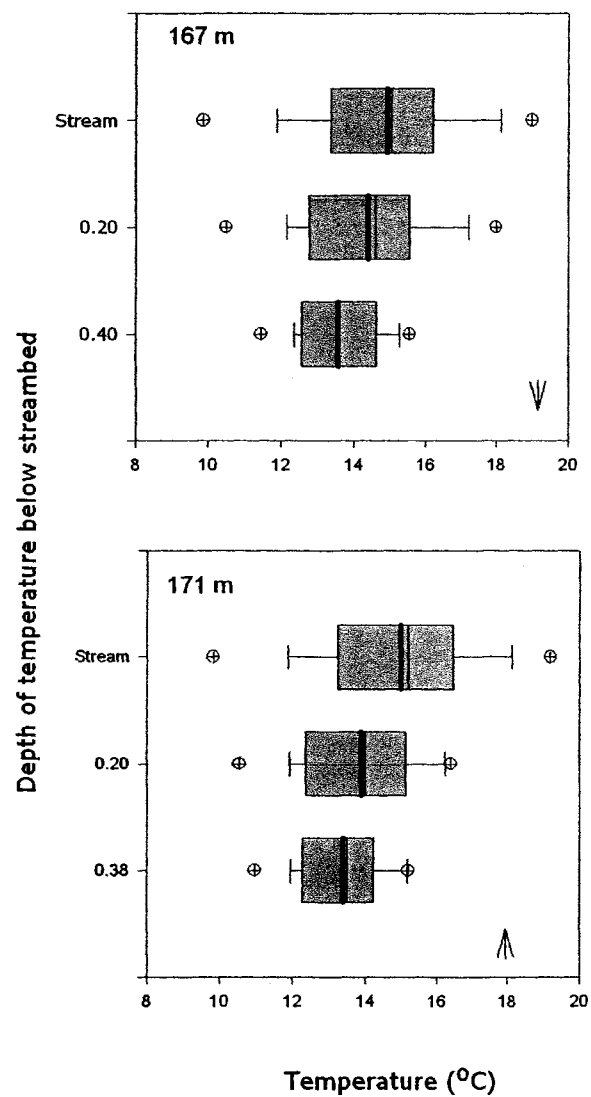 167 m
Stream
0.20
0.40
8 10 12 14 16 18 20
Depth of temperature below streambed
171 m
Stream
0.20
0.38
8 10 12 14 16 18 20
Temperature (°C)